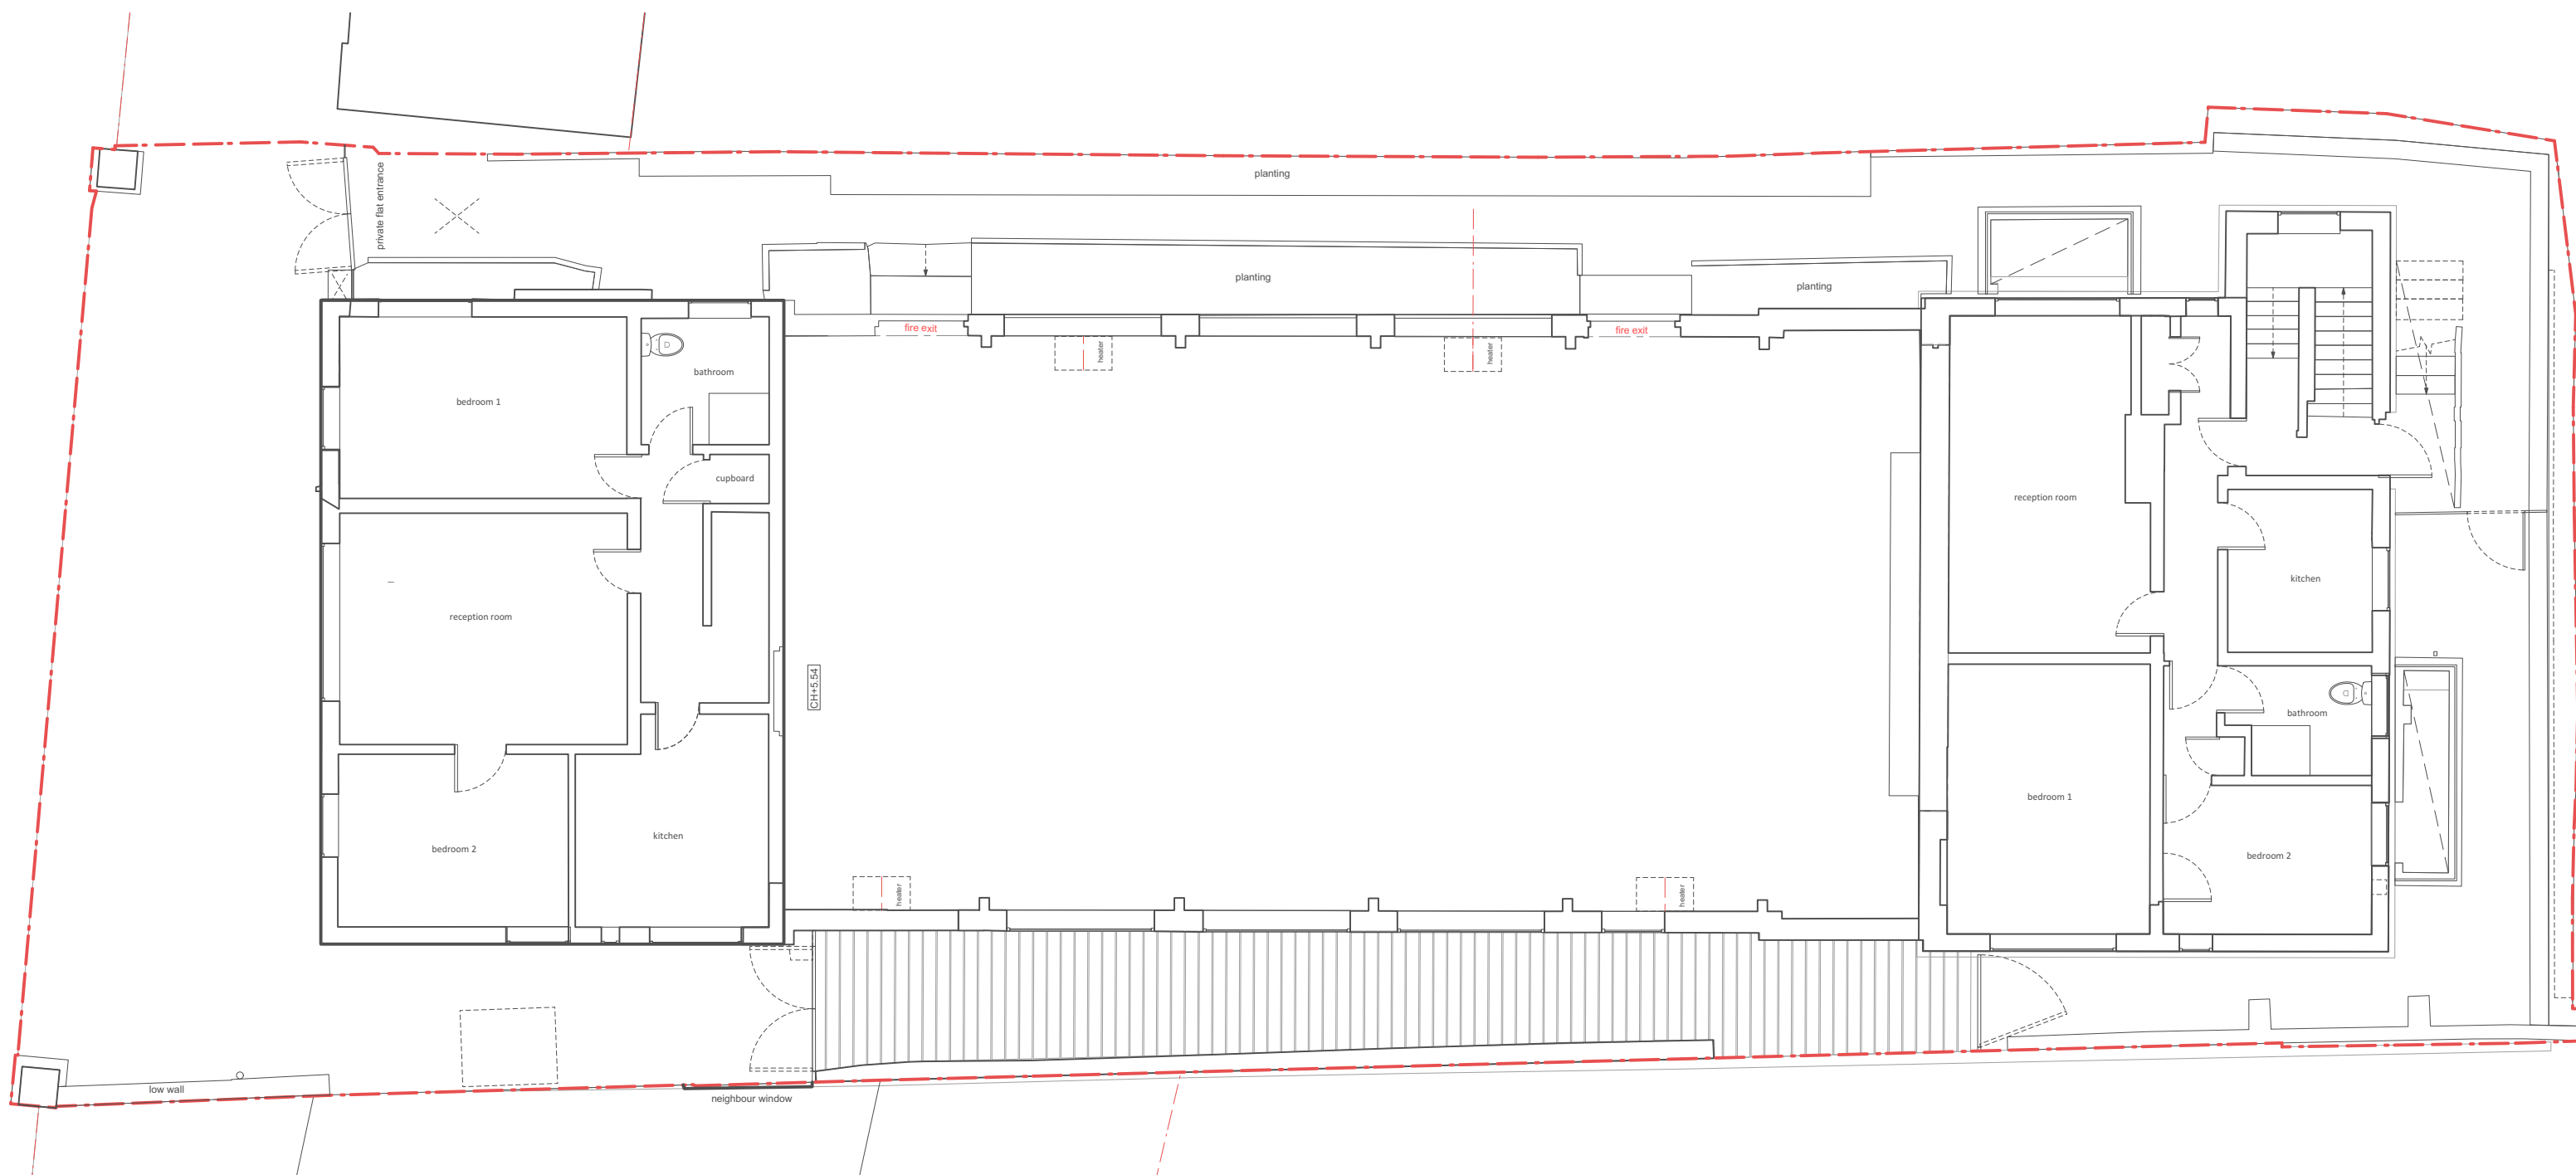 private flat entrance
planting
planting
planting
fire exit
fire exit
heater
heater
bathroom
bedroom 1
cupboard
reception room
reception room
kitchen
CH+5.54
bathroom
bedroom 1
kitchen
bedroom 2
bedroom 2
heater
heater
low wall
neighbour window